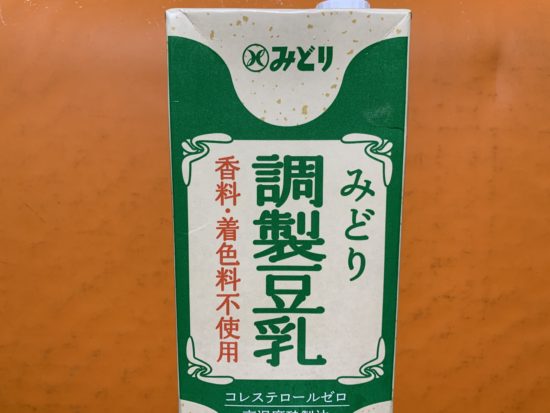 みどり
みどり
調製豆乳
香料・着色料不使用
コレステロールゼロ